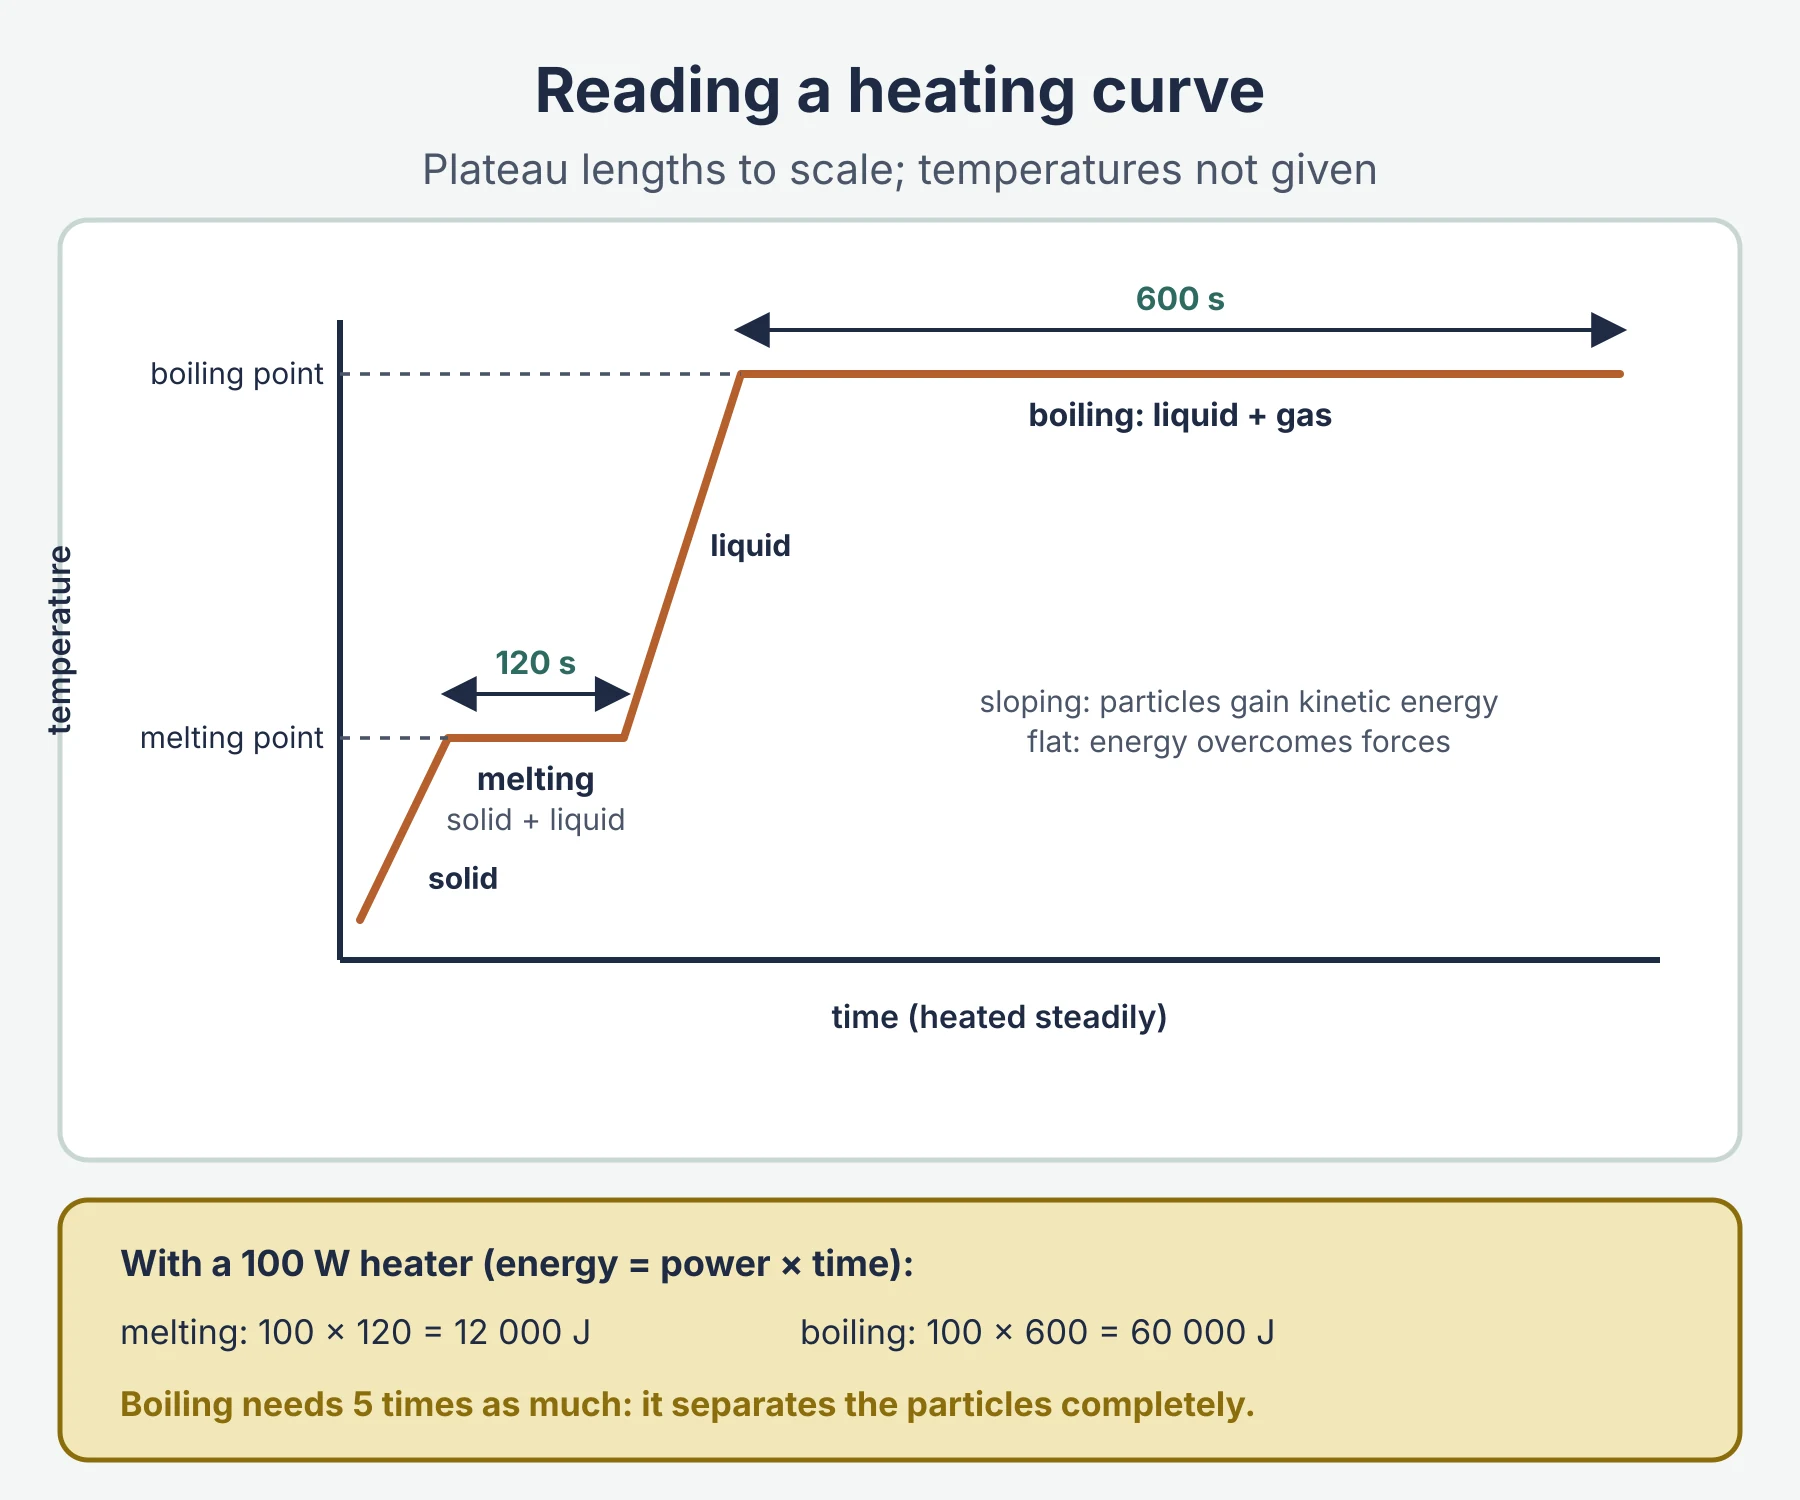 Reading a heating curve
Plateau lengths to scale; temperatures not given
600 s
boiling point
boiling: liquid + gas
liquid
temperature
120 s
melting point
melting
solid + liquid
solid
sloping: particles gain kinetic energy
flat: energy overcomes forces
time (heated steadily)
With a 100 W heater (energy = power × time):
melting: 100 × 120 = 12 000 J
boiling: 100 × 600 = 60 000 J
Boiling needs 5 times as much: it separates the particles completely.